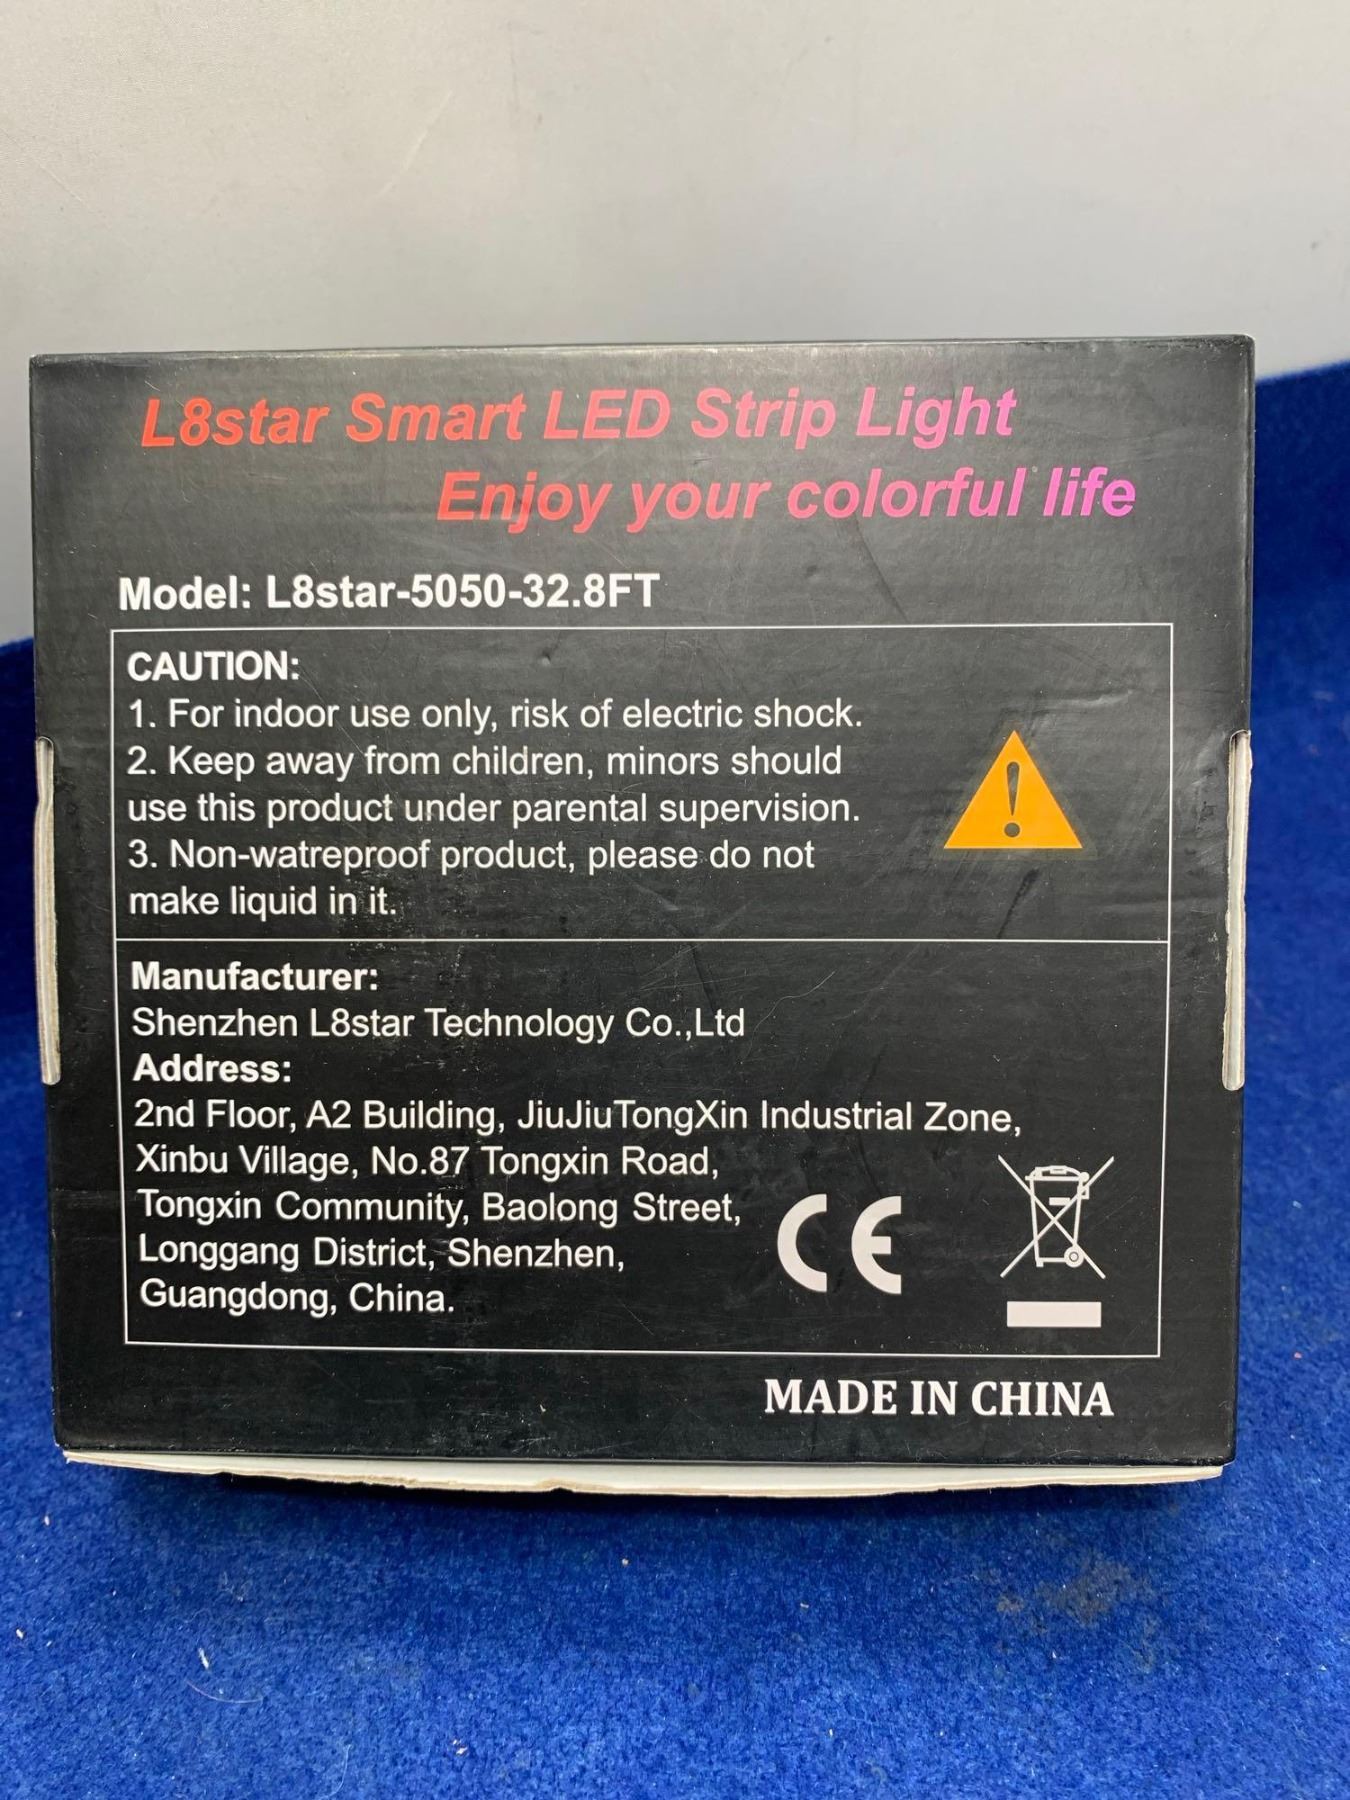 L8star Smart LED Strip Light
Enjoy your colorful life
Model: L8star-5050-32.8FT
CAUTION:
1. For indoor use only, risk of electric shock.
2. Keep away from children, minors should
use this product under parental supervision.
3. Non-watreproof product, please do not
make liquid in it.
Manufacturer:
Shenzhen L8star Technology Co.,Ltd
Address:
2nd Floor, A2 Building, JiuJiuTongXin Industrial Zone,
Xinbu Village, No.87 Tongxin Road,
Tongxin Community, Baolong Street,
Longgang District, Shenzhen,
Guangdong, China.
CE
MADE IN CHINA